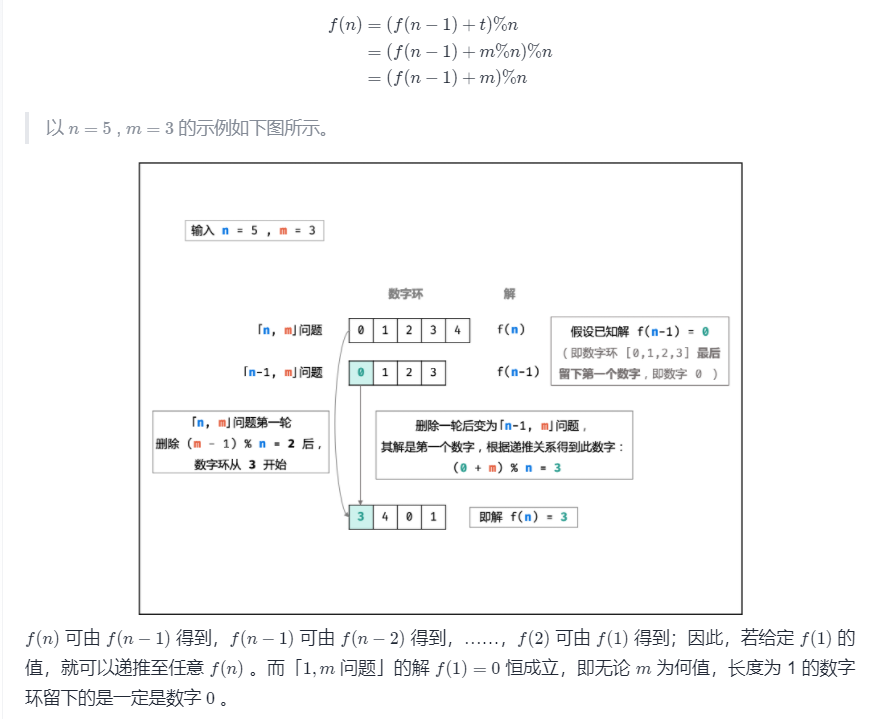 f(n) = (f(n − 1) + t)%n
= (f(n − 1) + m%n)%n
= (f(n − 1) + m)%n
以 n = 5 , m = 3 的示例如下图所示。
输入 n = 5 , m = 3
数字环 解
「n, m」问题 0 1 2 3 4 f(n)
「n-1, m」问题 0 1 2 3 f(n-1)
假设已知解 f(n-1) = 0
( 即数字环 [0,1,2,3] 最后
留下第一个数字 , 即数字 0 )
「n, m」问题第一轮
删除 (m - 1) % n = 2 后 ,
数字环从 3 开始
删除一轮后变为「n-1, m」问题 ,
其解是第一个数字 , 根据递推关系得到此数字 :
(0 + m) % n = 3
3 4 0 1 即解 f(n) = 3
f(n) 可由 f(n − 1) 得到，f(n − 1) 可由 f(n − 2) 得到，……，f(2) 可由 f(1) 得到；因此，若给定 f(1) 的
值，就可以递推至任意 f(n) 。而「1, m 问题」的解 f(1) = 0 恒成立，即无论 m 为何值，长度为 1 的数字
环留下的是一定是数字 0 。